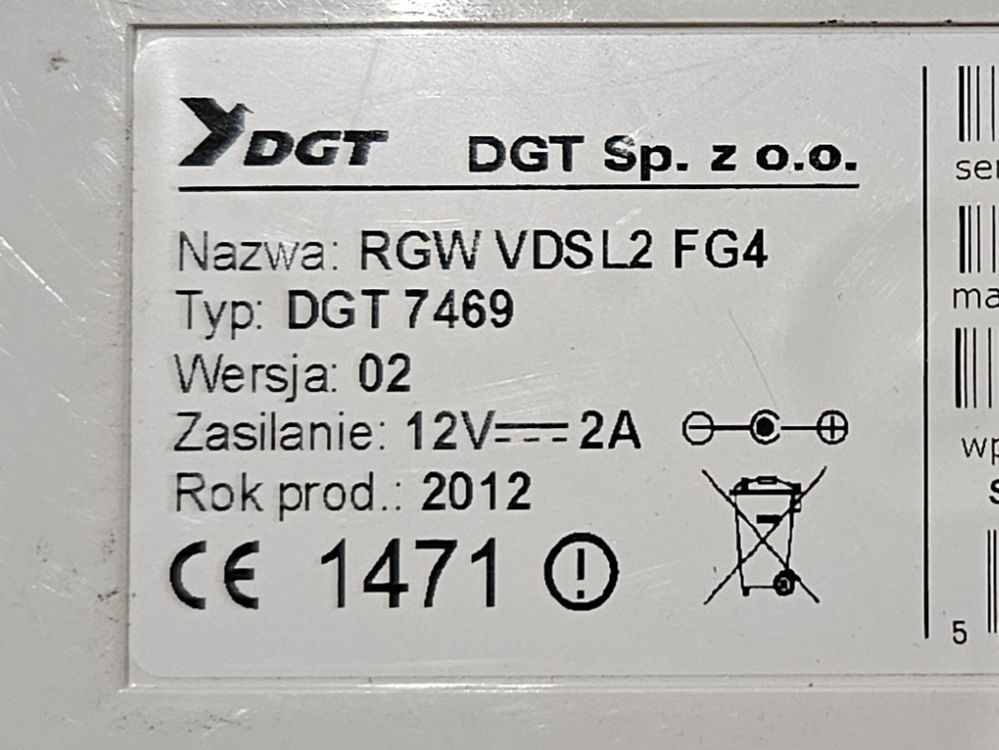 DGT DGT Sp. z o.o.
Nazwa: RGW VDSL2 FG4
Typ: DGT 7469
Wersja: 02
Zasilanie: 12V 2A
Rok prod.: 2012
CE 1471
5